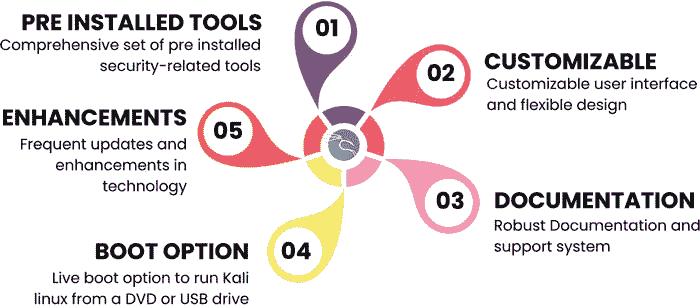 01
PRE INSTALLED TOOLS
Comprehensive set of pre installed
security-related tools
02
CUSTOMIZABLE
Customizable user interface
and flexible design
03
DOCUMENTATION
Robust Documentation and
support system
04
BOOT OPTION
Live boot option to run Kali
linux from a DVD or USB drive
05
ENHANCEMENTS
Frequent updates and
enhancements in
technology